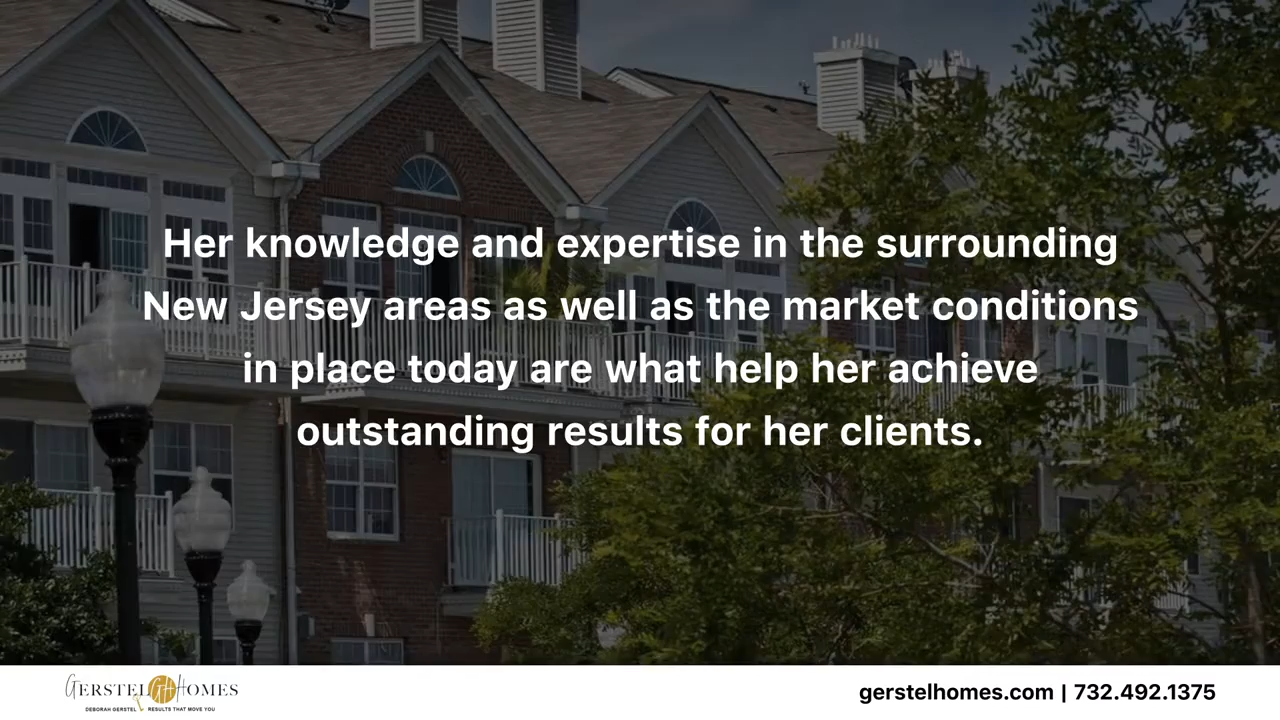 Her knowledge and expertise in the surrounding
New Jersey areas as well as the market conditions
in place today are what help her achieve
outstanding results for her clients.
GERSTEL GH HOMES
DEBORAH GERSTEL RESULTS THAT MOVE YOU
gerstelhomes.com | 732.492.1375